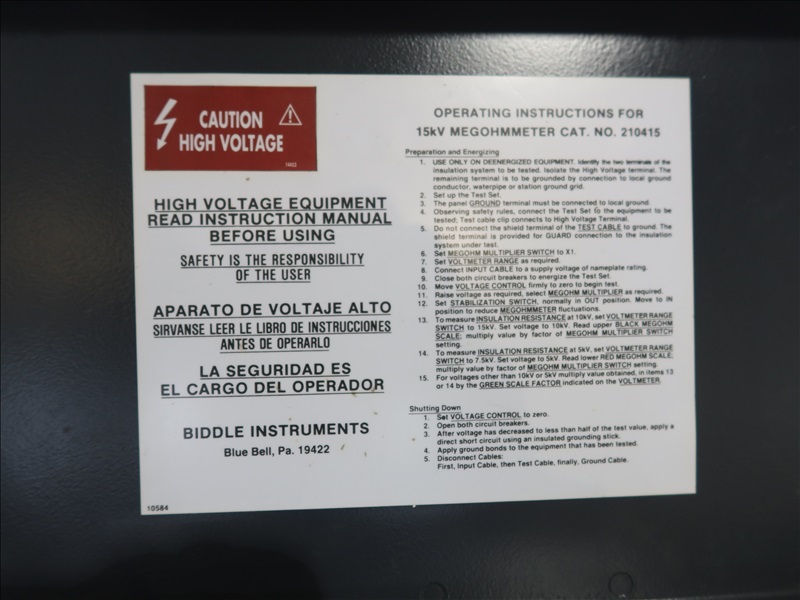 CAUTION
HIGH VOLTAGE
14463
HIGH VOLTAGE EQUIPMENT
READ INSTRUCTION MANUAL
BEFORE USING
SAFETY IS THE RESPONSIBILITY
OF THE USER
APARATO DE VOLTAJE ALTO
SIRVANSE LEER LE LIBRO DE INSTRUCCIONES
ANTES DE OPERARLO
LA SEGURIDAD ES
EL CARGO DEL OPERADOR
BIDDLE INSTRUMENTS
Blue Bell, Pa. 19422
10584
OPERATING INSTRUCTIONS FOR
15kV MEGOHMMETER CAT. NO. 210415
Preparation and Energizing
1. USE ONLY ON DEENERGIZED EQUIPMENT. Identify the two terminals of the
insulation system to be tested. Isolate the High Voltage terminal. The
remaining terminal is to be grounded by connection to local ground
conductor, waterpipe or station ground grid.
2. Set up the Test Set.
3. The panel GROUND terminal must be connected to local ground.
4. Observing safety rules, connect the Test Set to the equipment to be
tested; Test cable clip connects to High Voltage Terminal.
5. Do not connect the shield terminal of the TEST CABLE to ground. The
shield terminal is provided for GUARD connection to the insulation
system under test.
6. Set MEGOHM MULTIPLIER SWITCH to X1.
7. Set VOLTMETER RANGE as required.
8. Connect INPUT CABLE to a supply voltage of nameplate rating.
9. Close both circuit breakers to energize the Test Set.
10. Move VOLTAGE CONTROL firmly to zero to begin test.
11. Raise voltage as required, select MEGOHM MULTIPLIER as required.
12. Set STABILIZATION SWITCH, normally in OUT position. Move to IN
position to reduce MEGOHMMETER fluctuations.
13. To measure INSULATION RESISTANCE at 10kV, set VOLTMETER RANGE
SWITCH to 15kV. Set voltage to 10kV. Read upper BLACK MEGOHM
SCALE; multiply value by factor of MEGOHM MULTIPLIER SWITCH
setting.
14. To measure INSULATION RESISTANCE at 5kV, set VOLTMETER RANGE
SWITCH to 7.5kV. Set voltage to 5kV. Read lower RED MEGOHM SCALE;
multiply value by factor of MEGOHM MULTIPLIER SWITCH setting.
15. For voltages other than 10kV or 5kV multiply value obtained, in items 13
or 14 by the GREEN SCALE FACTOR indicated on the VOLTMETER.
Shutting Down
1. Set VOLTAGE CONTROL to zero.
2. Open both circuit breakers.
3. After voltage has decreased to less than half of the test value, apply a
direct short circuit using an insulated grounding stick.
4. Apply ground bonds to the equipment that has been tested.
5. Disconnect Cables:
First, Input Cable, then Test Cable, finally, Ground Cable.